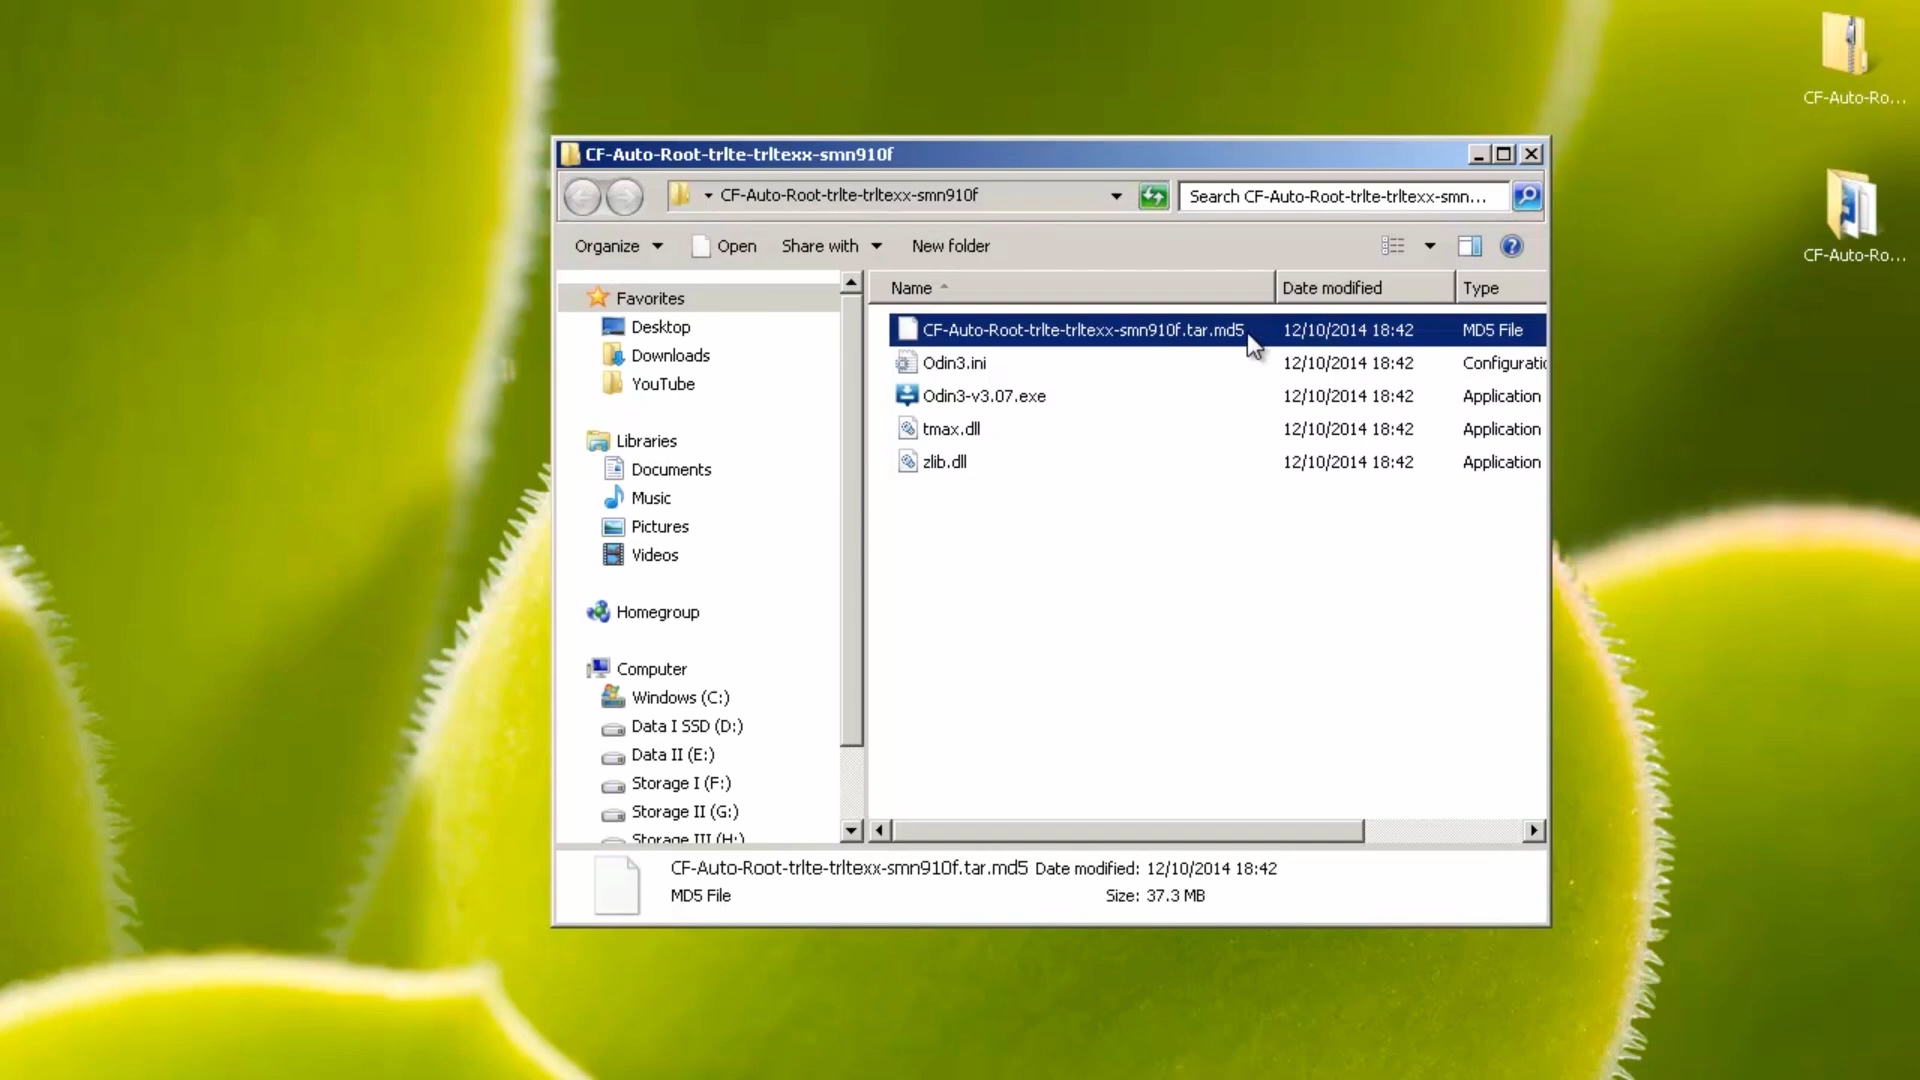 CF-Auto-Ro...
CF-Auto-Ro...
CF-Auto-Root-trlte-trltexx-smn910f
CF-Auto-Root-trlte-trltexx-smn910f
Search CF-Auto-Root-trlte-trltexx-smn...
Organize Open Share with New folder
Favorites
Desktop
Downloads
YouTube
Libraries
Documents
Music
Pictures
Videos
Homegroup
Computer
Windows (C:)
Data I SSD (D:)
Data II (E:)
Storage I (F:)
Storage II (G:)
Storage III (H:)
Name Date modified Type
CF-Auto-Root-trlte-trltexx-smn910f.tar.md5 12/10/2014 18:42 MD5 File
Odin3.ini 12/10/2014 18:42 Configuratio
Odin3-v3.07.exe 12/10/2014 18:42 Application
tmax.dll 12/10/2014 18:42 Application
zlib.dll 12/10/2014 18:42 Application
CF-Auto-Root-trlte-trltexx-smn910f.tar.md5 Date modified: 12/10/2014 18:42
MD5 File Size: 37.3 MB